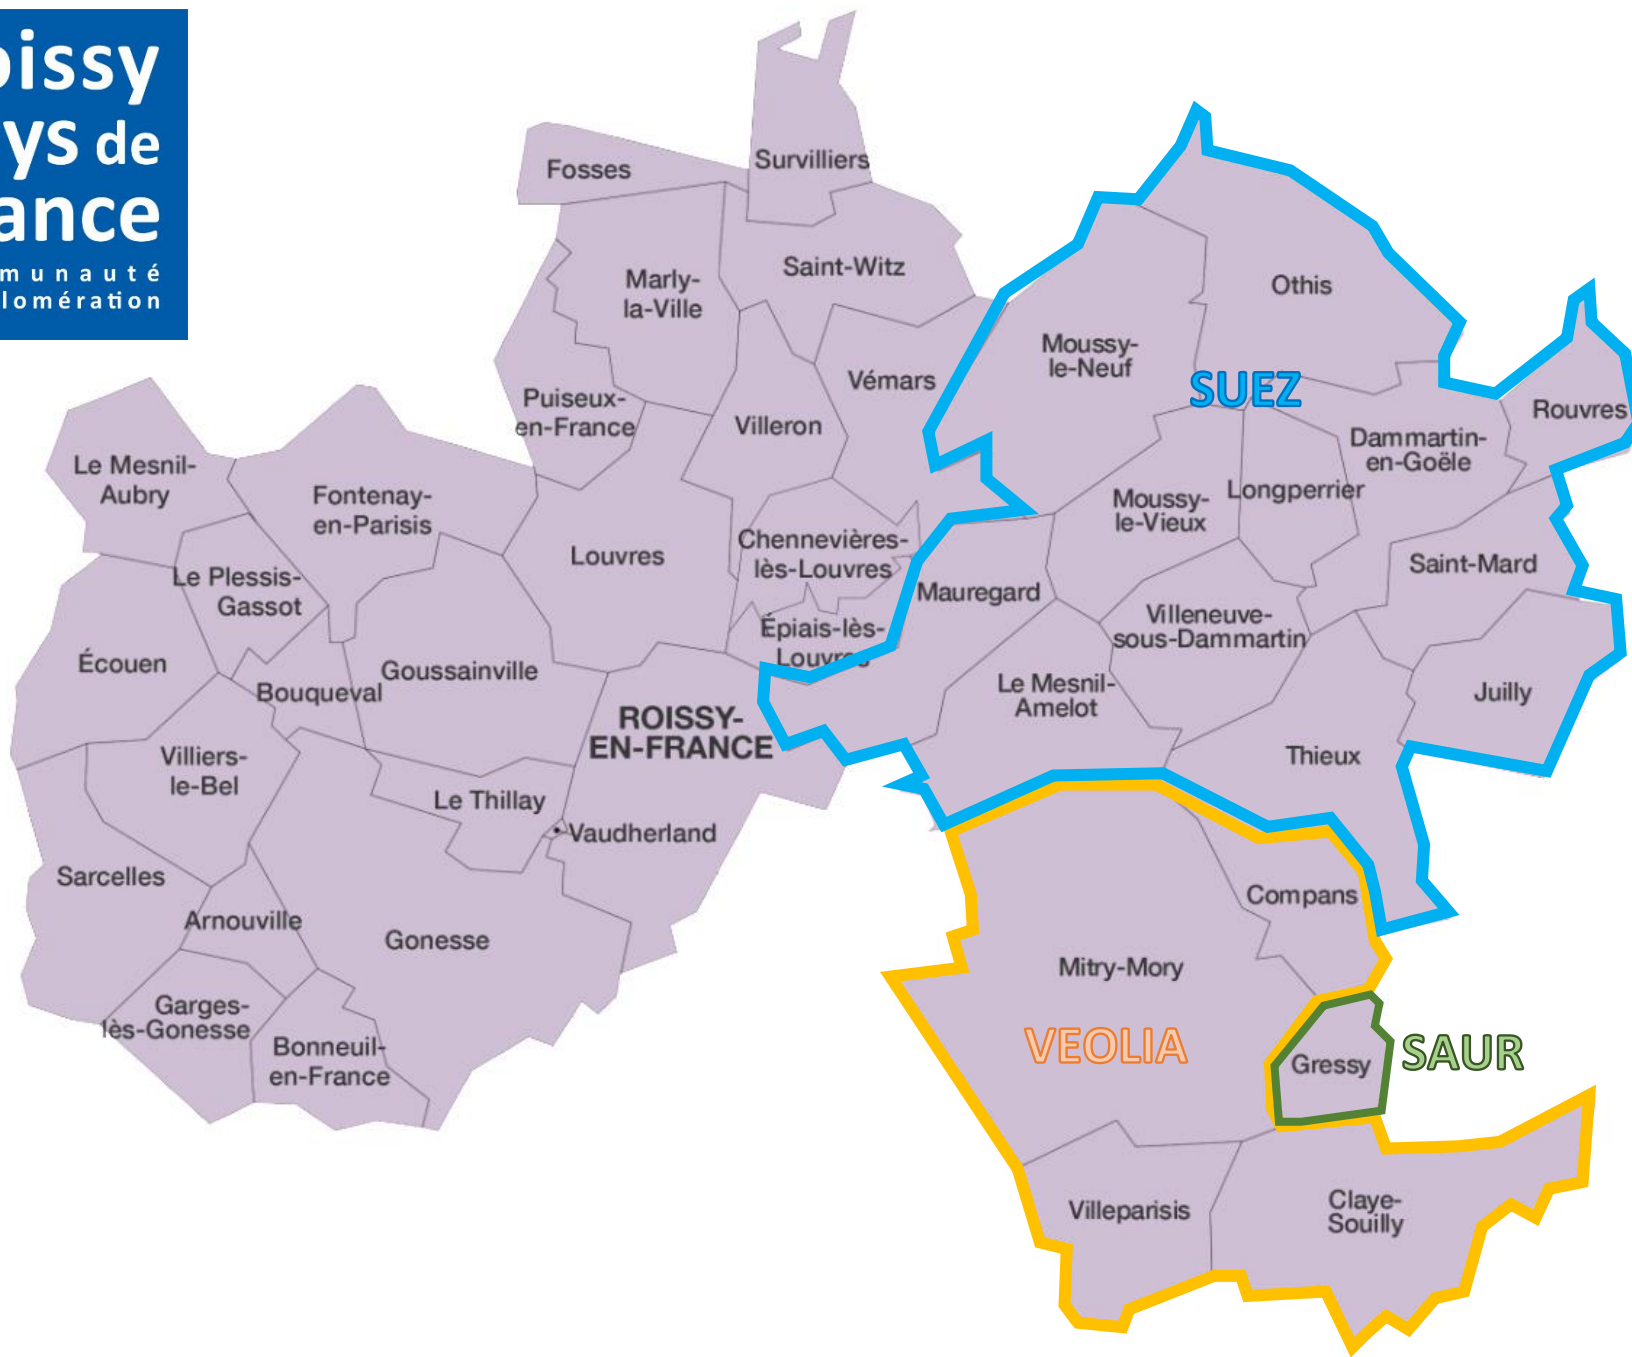 oissy
ys de
ance
munauté
lomération
Fosses
Survilliers
Marly-
la-Ville
Saint-Witz
Othis
Moussy-
le-Neuf
SUEZ
Vémars
Puiseux-
en-France
Villeron
Rouvres
Dammartin-
en-Goële
Le Mesnil-
Aubry
Fontenay-
en-Parisis
Longperrier
Moussy-
le-Vieux
Louvres
Chennevières-
lès-Louvres
Saint-Mard
Le Plessis-
Gassot
Mauregard
Épiais-lès-
Louvres
Villeneuve-
sous-Dammartin
Écouen
Goussainville
Bouqueval
Le Mesnil-
Amelot
Juilly
ROISSY-
EN-FRANCE
Villiers-
le-Bel
Thieux
Le Thillay
Vaudherland
Sarcelles
Arnouville
Gonesse
Compans
Mitry-Mory
Garges-
lès-Gonesse
Bonneuil-
en-France
VEOLIA
Gressy
SAUR
Villeparisis
Claye-
Souilly